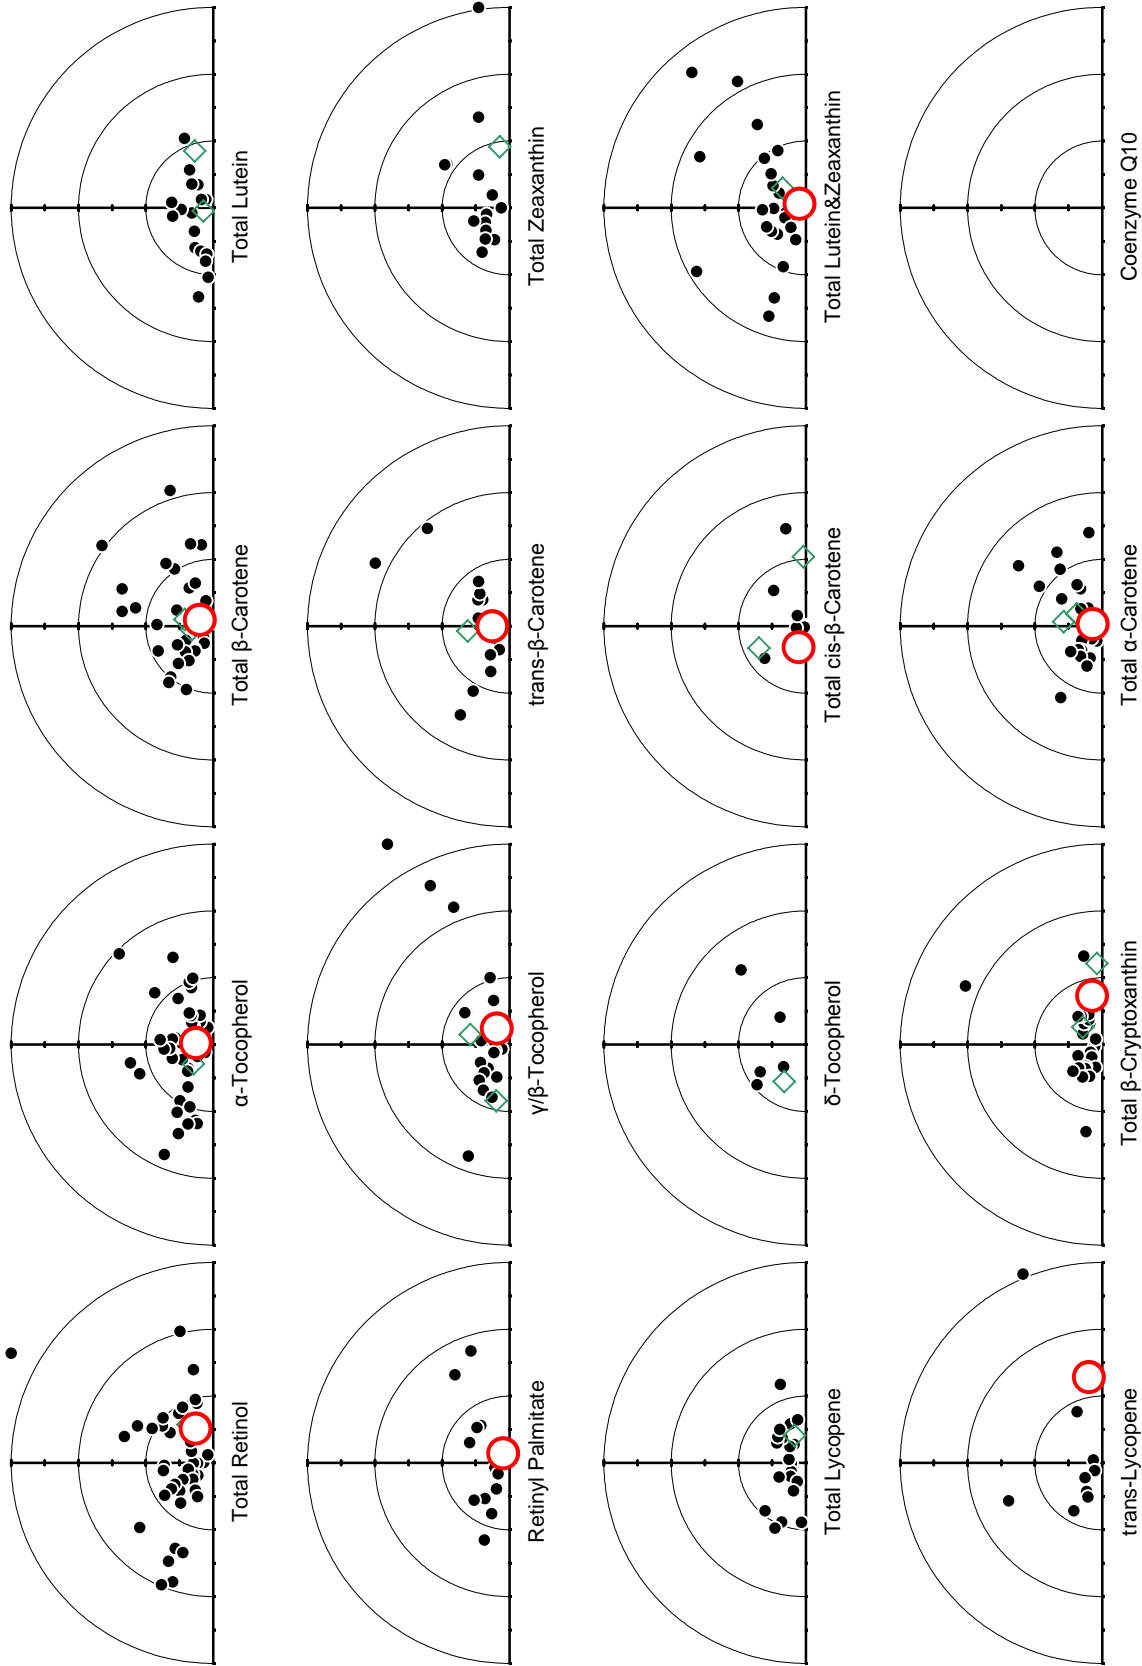 Total Retinol
α-Tocopherol
Total β-Carotene
Total Lutein
Retinyl Palmitate
γ/β-Tocopherol
trans-β-Carotene
Total Zeaxanthin
Total Lycopene
δ-Tocopherol
Total cis-β-Carotene
Total Lutein&Zeaxanthin
trans-Lycopene
Total β-Cryptoxanthin
Total α-Carotene
Coenzyme Q10